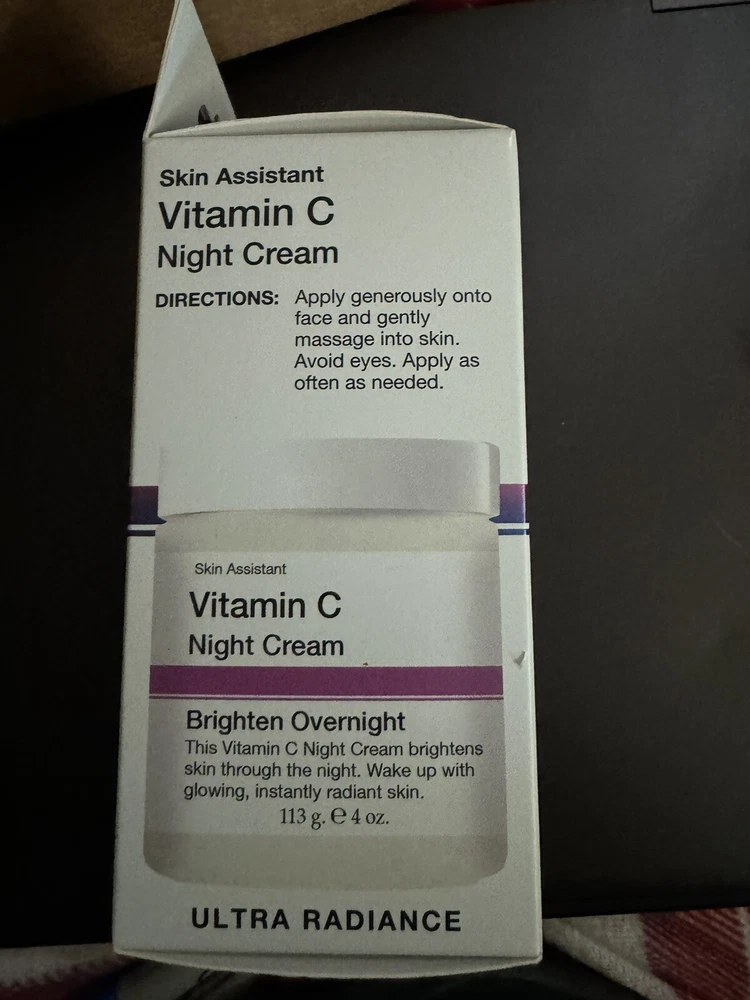 Skin Assistant
Vitamin C
Night Cream
DIRECTIONS: Apply generously onto
face and gently
massage into skin.
Avoid eyes. Apply as
often as needed.
Skin Assistant
Vitamin C
Night Cream
Brighten Overnight
This Vitamin C Night Cream brightens
skin through the night. Wake up with
glowing, instantly radiant skin.
113 g. ℮ 4 oz.
ULTRA RADIANCE